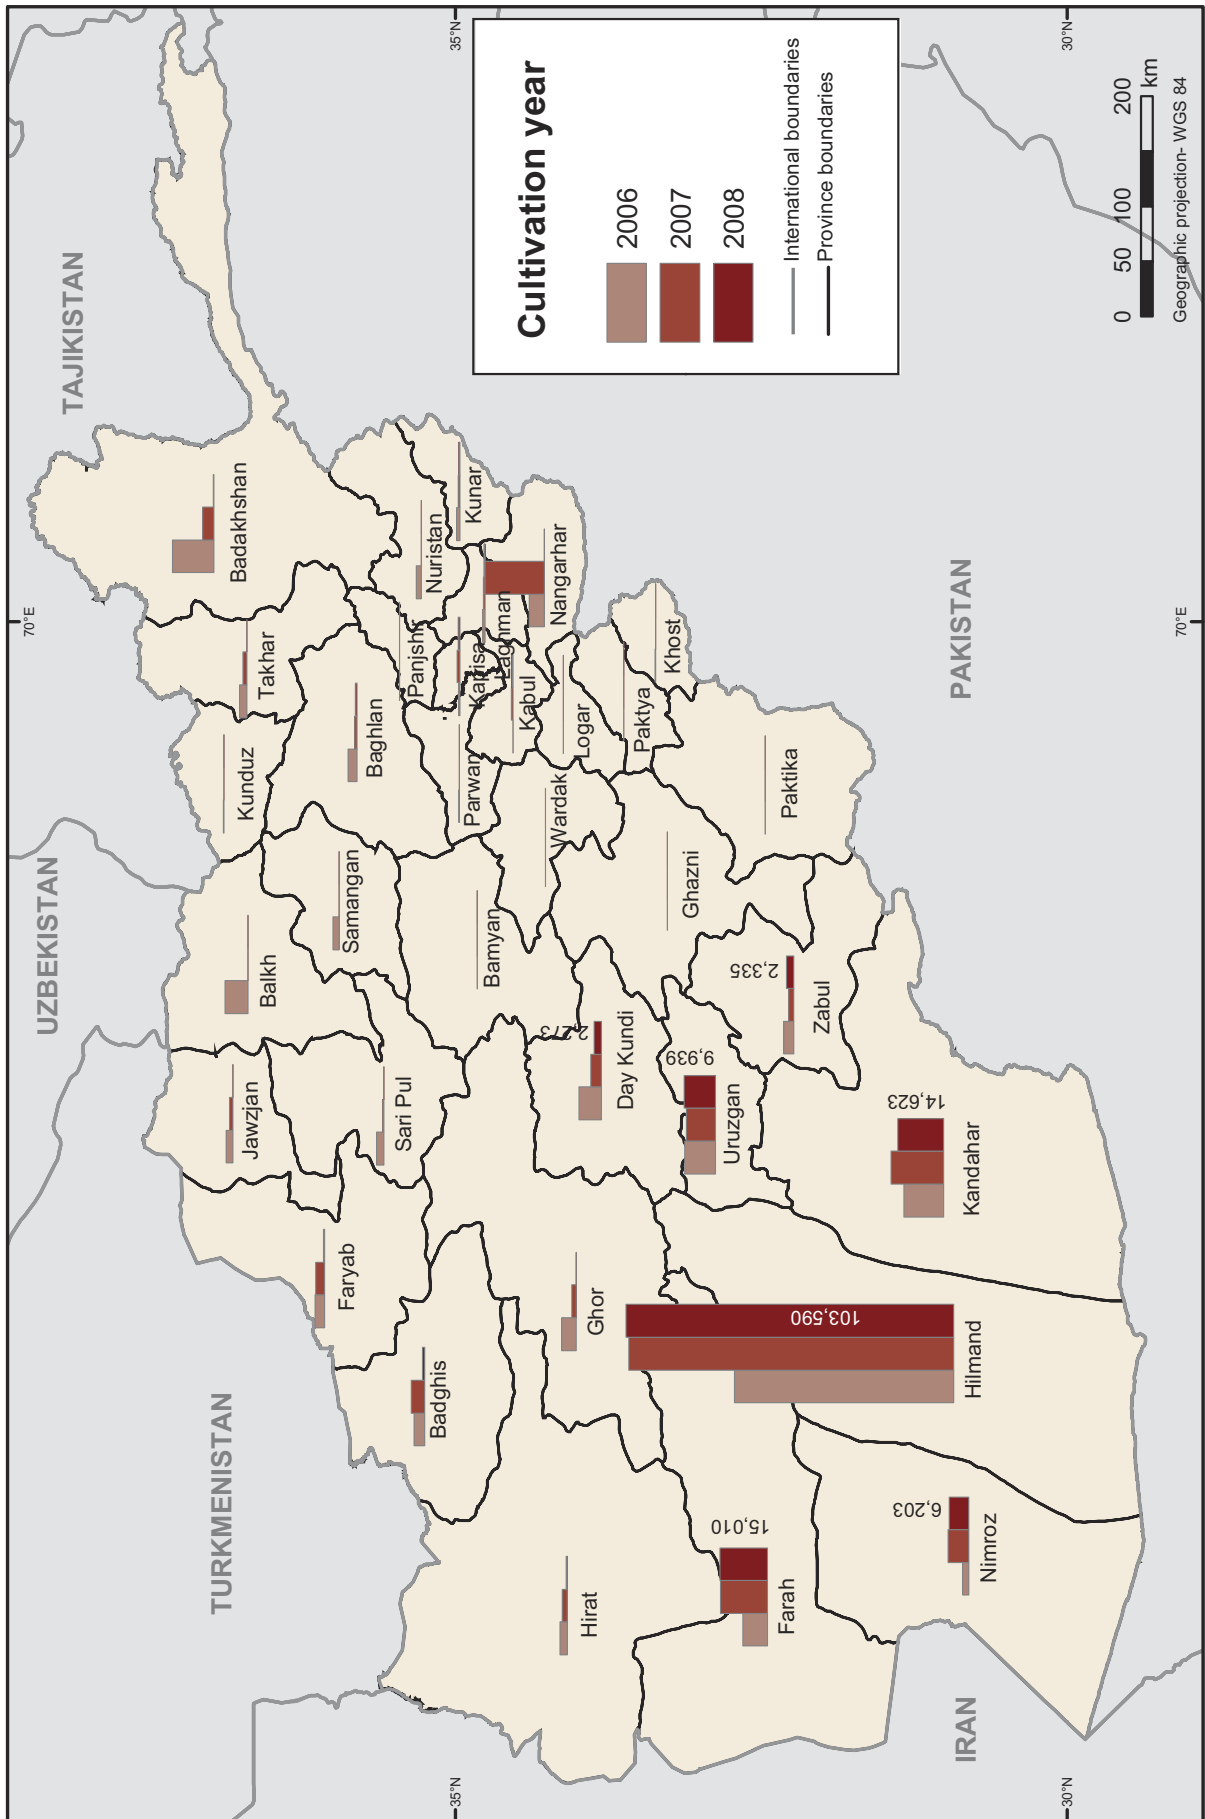 TAJIKISTAN
UZBEKISTAN
TURKMENISTAN
PAKISTAN
IRAN
70°E
70°E
35°N
35°N
30°N
30°N
Badakhshan
Takhar
Kunduz
Balkh
Jawzjan
Faryab
Badghis
Hirat
Sari Pul
Samangan
Baghlan
Panjshir
Nuristan
Kunar
Laghman
Kapisa
Nangarhar
Kabul
Parwan
Bamyan
Wardak
Logar
Paktya
Khost
Ghazni
Paktika
Ghor
Day Kundi
2,273
Uruzgan
9,939
Zabul
2,335
Kandahar
14,623
Hilmand
103,590
Farah
15,010
Nimroz
6,203
Cultivation year
2006
2007
2008
International boundaries
Province boundaries
0 50 100 200
km
Geographic projection- WGS 84